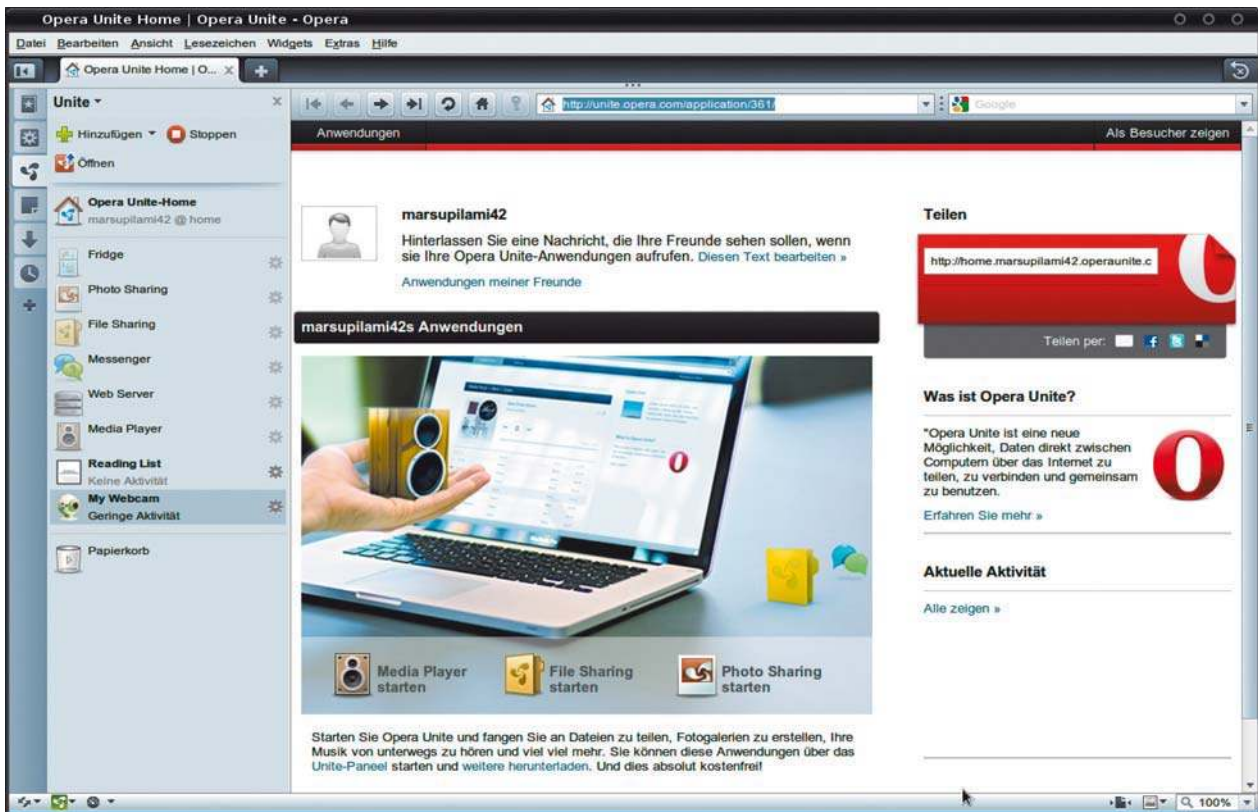 Opera Unite Home | Opera Unite - Opera
Datei Bearbeiten Ansicht Lesezeichen Widgets Extras Hilfe
Opera Unite Home | O...
Unite
http://unite.opera.com/application/361/
Google
Hinzufügen
Stoppen
Öffnen
Opera Unite-Home
marsupilami42 @ home
Fridge
Photo Sharing
File Sharing
Messenger
Web Server
Media Player
Reading List
Keine Aktivität
My Webcam
Geringe Aktivität
Papierkorb
Anwendungen
Als Besucher zeigen
marsupilami42
Hinterlassen Sie eine Nachricht, die Ihre Freunde sehen sollen, wenn
sie Ihre Opera Unite-Anwendungen aufrufen. Diesen Text bearbeiten »
Anwendungen meiner Freunde
marsupilami42s Anwendungen
Media Player
starten
File Sharing
starten
Photo Sharing
starten
Starten Sie Opera Unite und fangen Sie an Dateien zu teilen, Fotogalerien zu erstellen, Ihre
Musik von unterwegs zu hören und viel viel mehr. Sie können diese Anwendungen über das
Unite-Paneel starten und weitere herunterladen. Und dies absolut kostenfrei!
Teilen
http://home.marsupilami42.operaunite.c
Teilen per:
Was ist Opera Unite?
"Opera Unite ist eine neue
Möglichkeit, Daten direkt zwischen
Computern über das Internet zu
teilen, zu verbinden und gemeinsam
zu benutzen.
Erfahren Sie mehr »
Aktuelle Aktivität
Alle zeigen »
100%